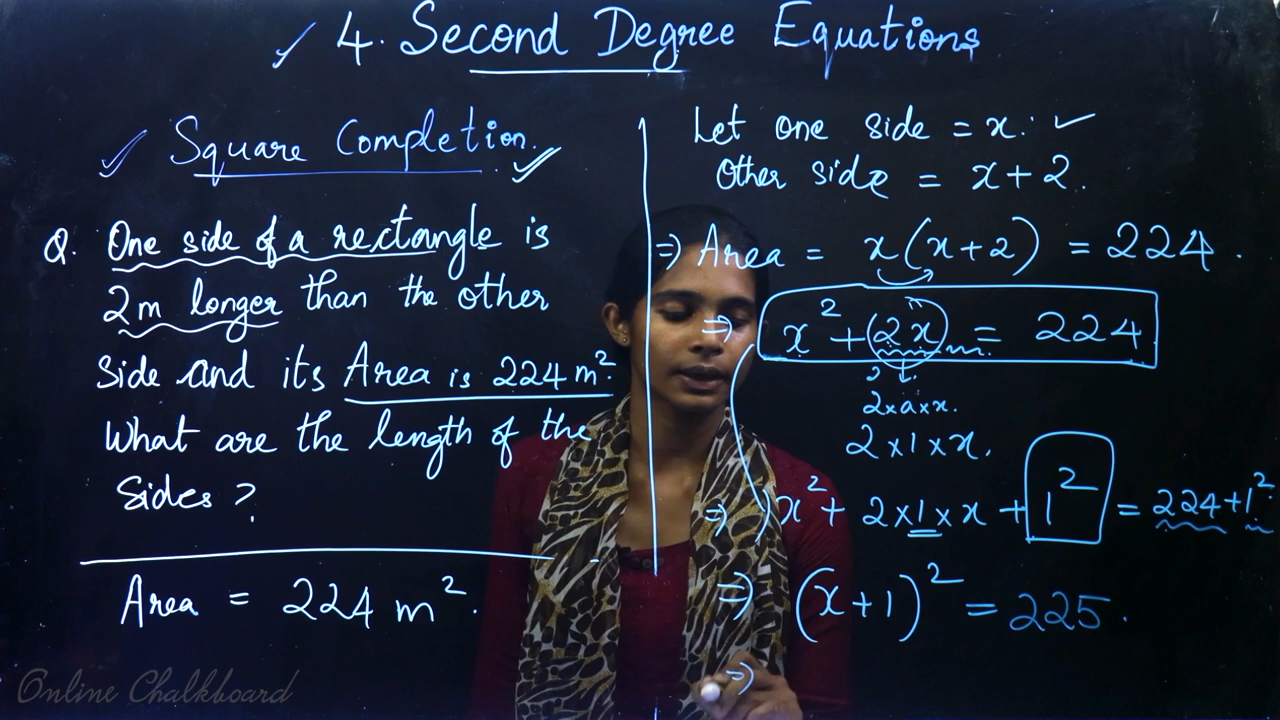 ✓ 4. Second Degree Equations
✓ Square Completion. ✓
Q. One side of a rectangle is
2m longer than the other
side and its Area is 224 m².
What are the length of the
sides?
Area = 224 m².
Let one side = x. ✓
Other side = x + 2.
⇒ Area = x(x+2) = 224.
⇒ x² + (2x) = 224
2×a×x.
2×1×x.
⇒ x² + 2×1×x + 1² = 224+1²
⇒ (x+1)² = 225.
⇒
Online Chalkboard